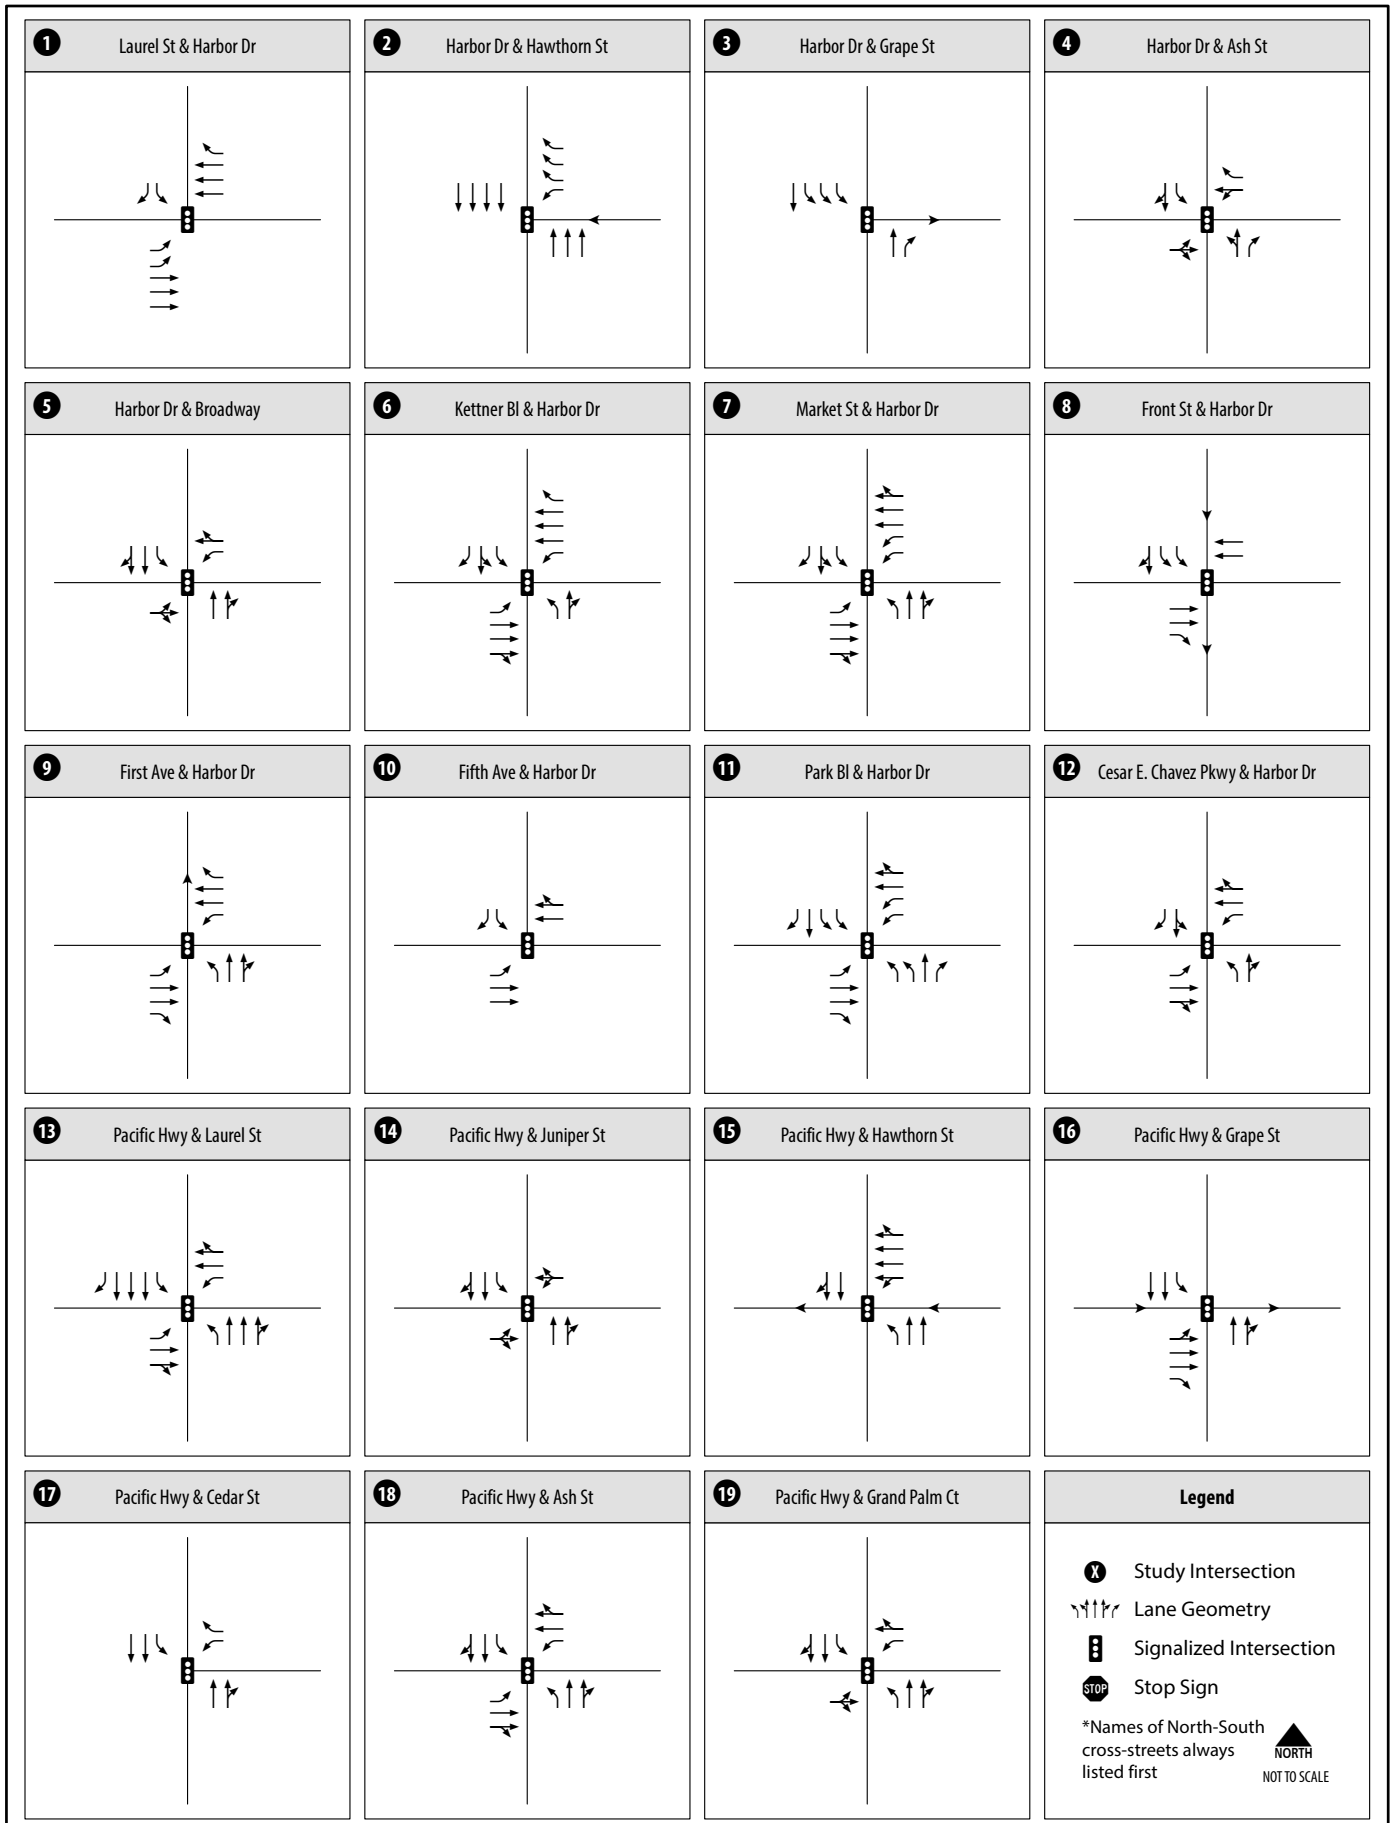 1 Laurel St & Harbor Dr
2 Harbor Dr & Hawthorn St
3 Harbor Dr & Grape St
4 Harbor Dr & Ash St
5 Harbor Dr & Broadway
6 Kettner Bl & Harbor Dr
7 Market St & Harbor Dr
8 Front St & Harbor Dr
9 First Ave & Harbor Dr
10 Fifth Ave & Harbor Dr
11 Park Bl & Harbor Dr
12 Cesar E. Chavez Pkwy & Harbor Dr
13 Pacific Hwy & Laurel St
14 Pacific Hwy & Juniper St
15 Pacific Hwy & Hawthorn St
16 Pacific Hwy & Grape St
17 Pacific Hwy & Cedar St
18 Pacific Hwy & Ash St
19 Pacific Hwy & Grand Palm Ct
Legend
X Study Intersection
Lane Geometry
Signalized Intersection
STOP Stop Sign
*Names of North-South
cross-streets always
listed first
NORTH
NOT TO SCALE